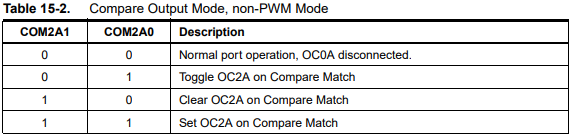 Table 15-2. Compare Output Mode, non-PWM Mode
COM2A1 COM2A0 Description
0 0 Normal port operation, OC0A disconnected.
0 1 Toggle OC2A on Compare Match
1 0 Clear OC2A on Compare Match
1 1 Set OC2A on Compare Match